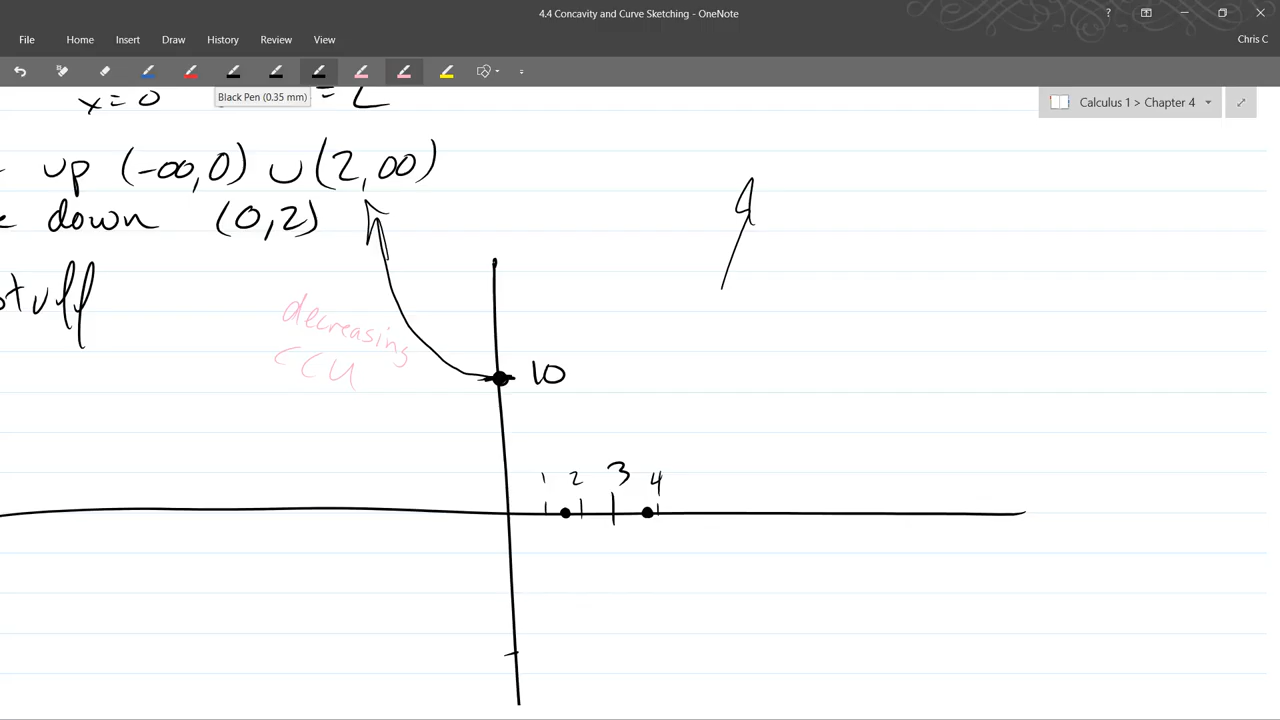 4.4 Concavity and Curve Sketching - OneNote
File Home Insert Draw History Review View
Chris C
Black Pen (0.35 mm)
Calculus 1 > Chapter 4
x = 0 = 2
up (-∞,0) ∪ (2,∞)
down (0,2)
stuff
decreasing
CCU
10
1 2 3 4